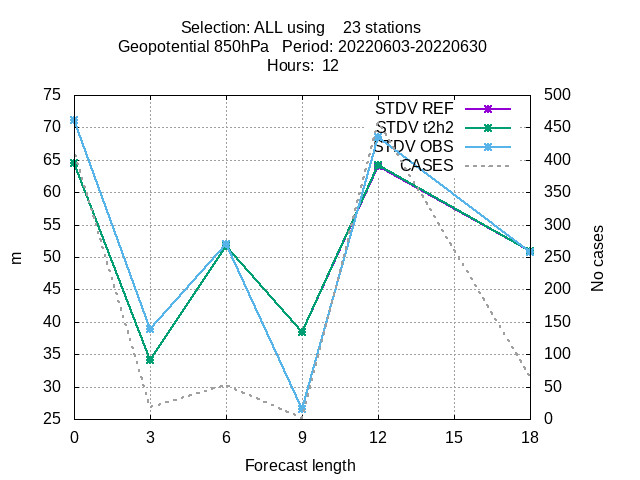 Selection: ALL using    23 stations
Geopotential 850hPa   Period: 20220603-20220630
Hours:  12
75
70
65
60
55
50
45
40
35
30
25
m
500
450
400
350
300
250
200
150
100
50
0
No cases
STDV REF
STDV t2h2
STDV OBS
CASES
0 3 6 9 12 15 18
Forecast length